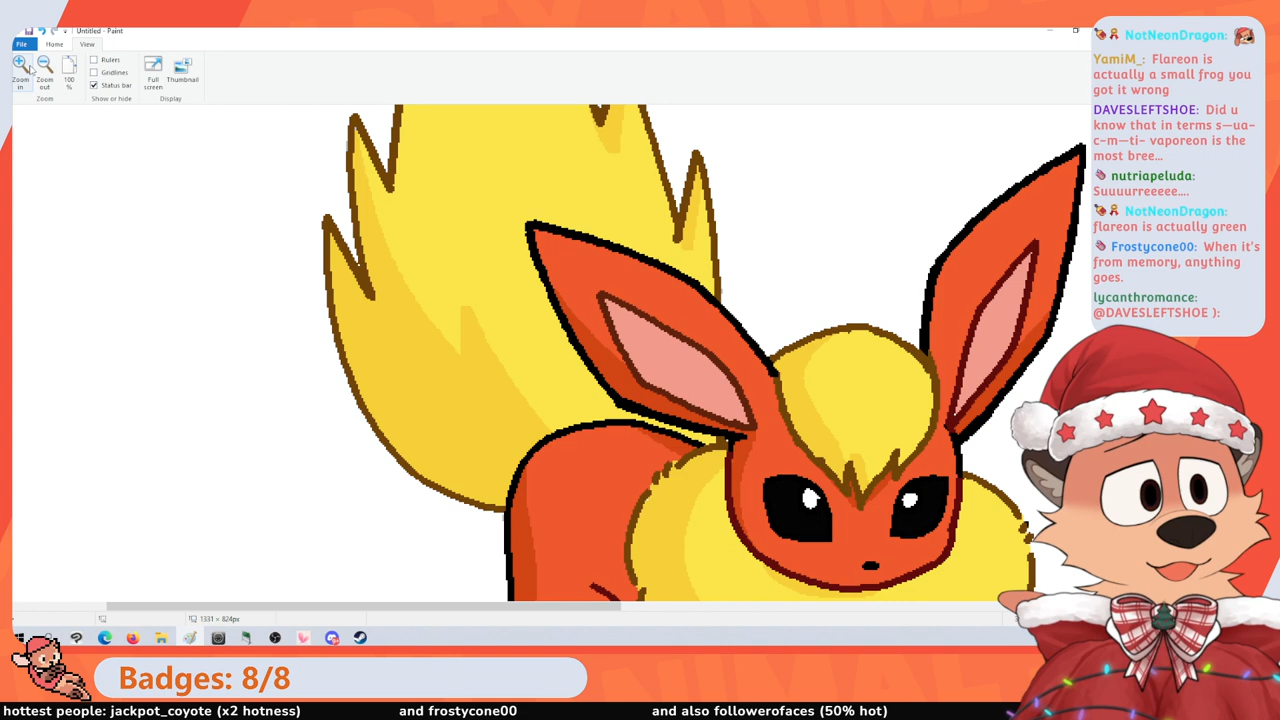 Untitled - Paint
File Home View
Zoom in
Zoom out
100 %
Rulers
Gridlines
Status bar
Full screen
Thumbnail
Zoom
Show or hide
Display
1331 × 824px
NotNeonDragon:
YamiM_: Flareon is
actually a small frog you
got it wrong
DAVESLEFTSHOE: Did u
know that in terms s—ua-
c-m—ti- vaporeon is the
most bree...
nutriapeluda:
Suuuurreeeee....
NotNeonDragon:
flareon is actually green
Frostycone00: When it's
from memory, anything
goes.
lycanthromance:
@DAVESLEFTSHOE ):
Badges: 8/8
hottest people: jackpot_coyote (x2 hotness) and frostycone00 and also followerofaces (50% hot)